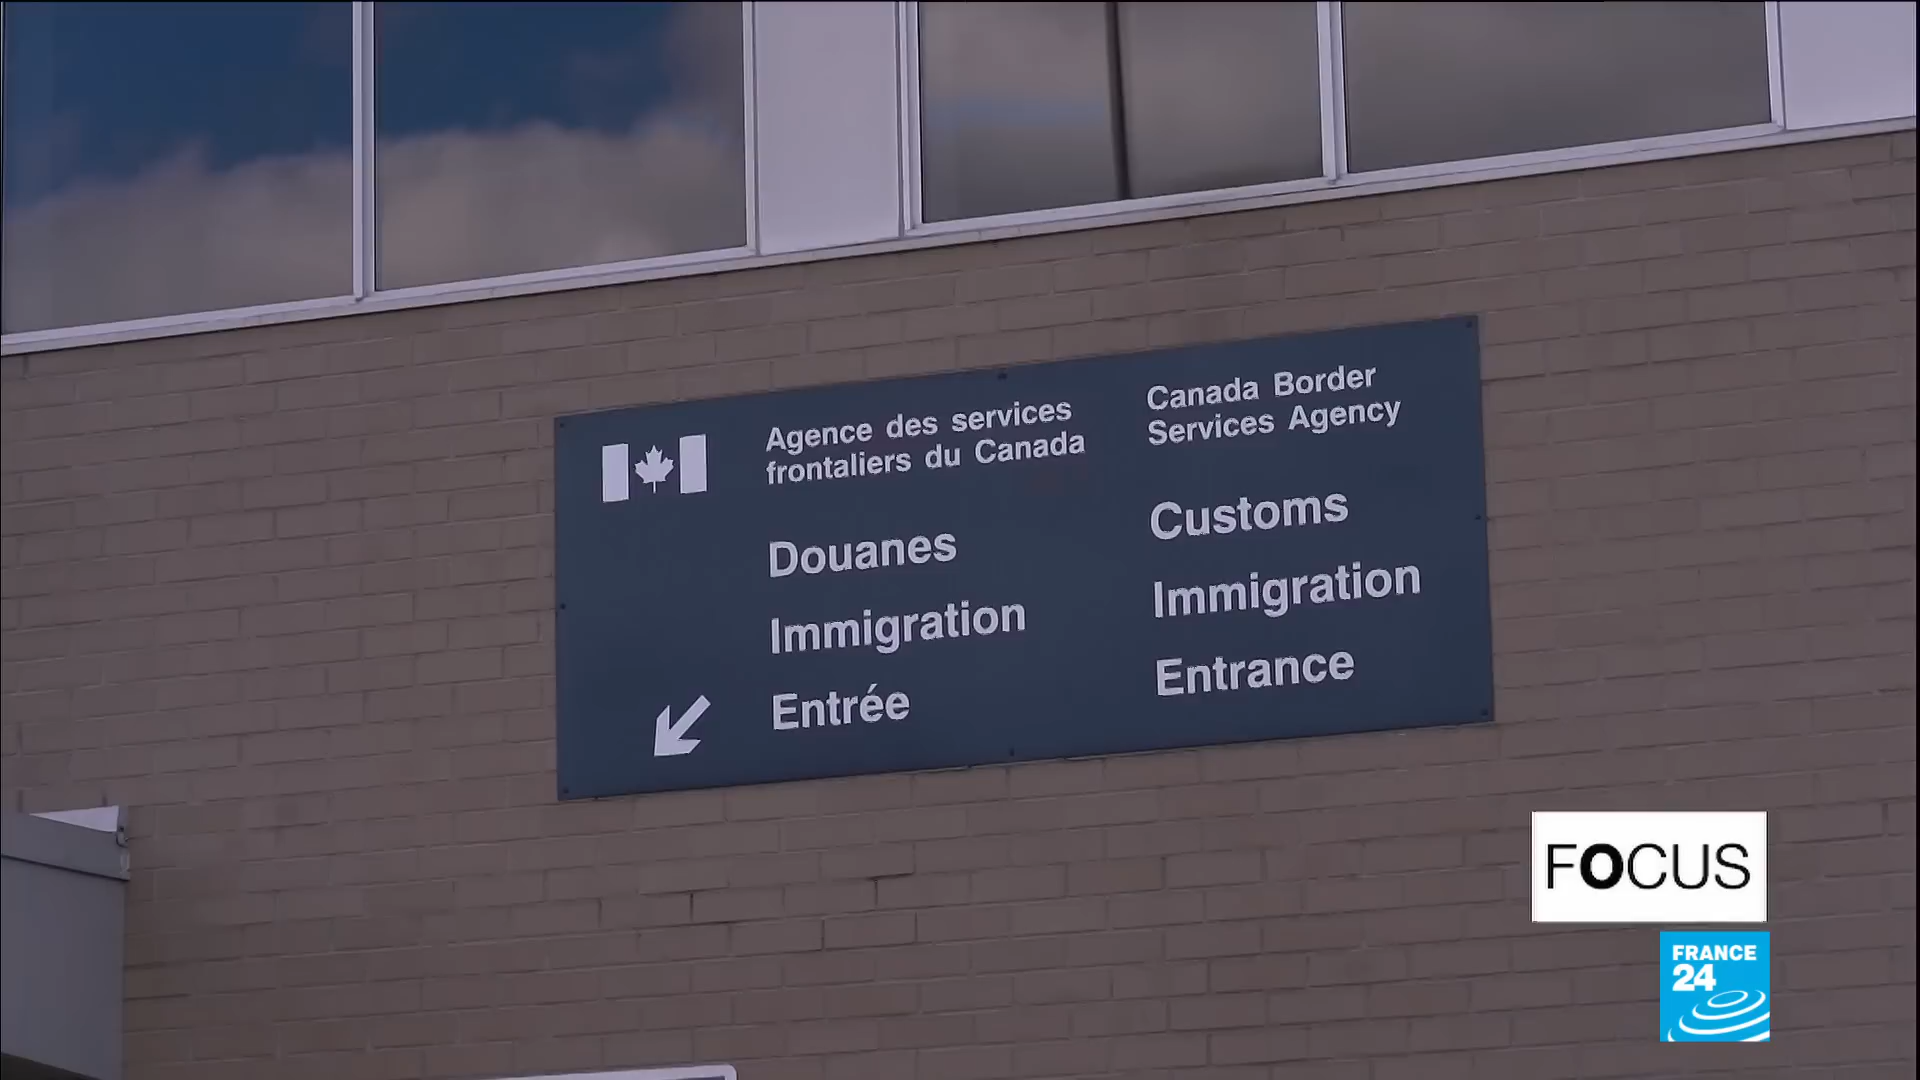 Agence des services
frontaliers du Canada
Douanes
Immigration
Entrée
Canada Border
Services Agency
Customs
Immigration
Entrance
FOCUS
FRANCE
24